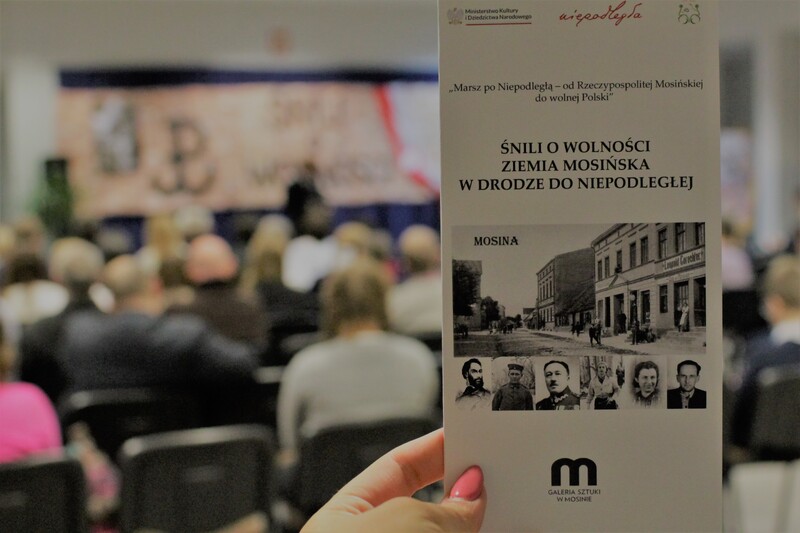 Ministerstwo Kultury
i Dziedzictwa Narodowego
niepodległa
„Marsz po Niepodległą – od Rzeczypospolitej Mosińskiej
do wolnej Polski”
ŚNILI O WOLNOŚCI
ZIEMIA MOSIŃSKA
W DRODZE DO NIEPODLEGŁEJ
MOSINA
GALERIA SZTUKI
W MOSINIE